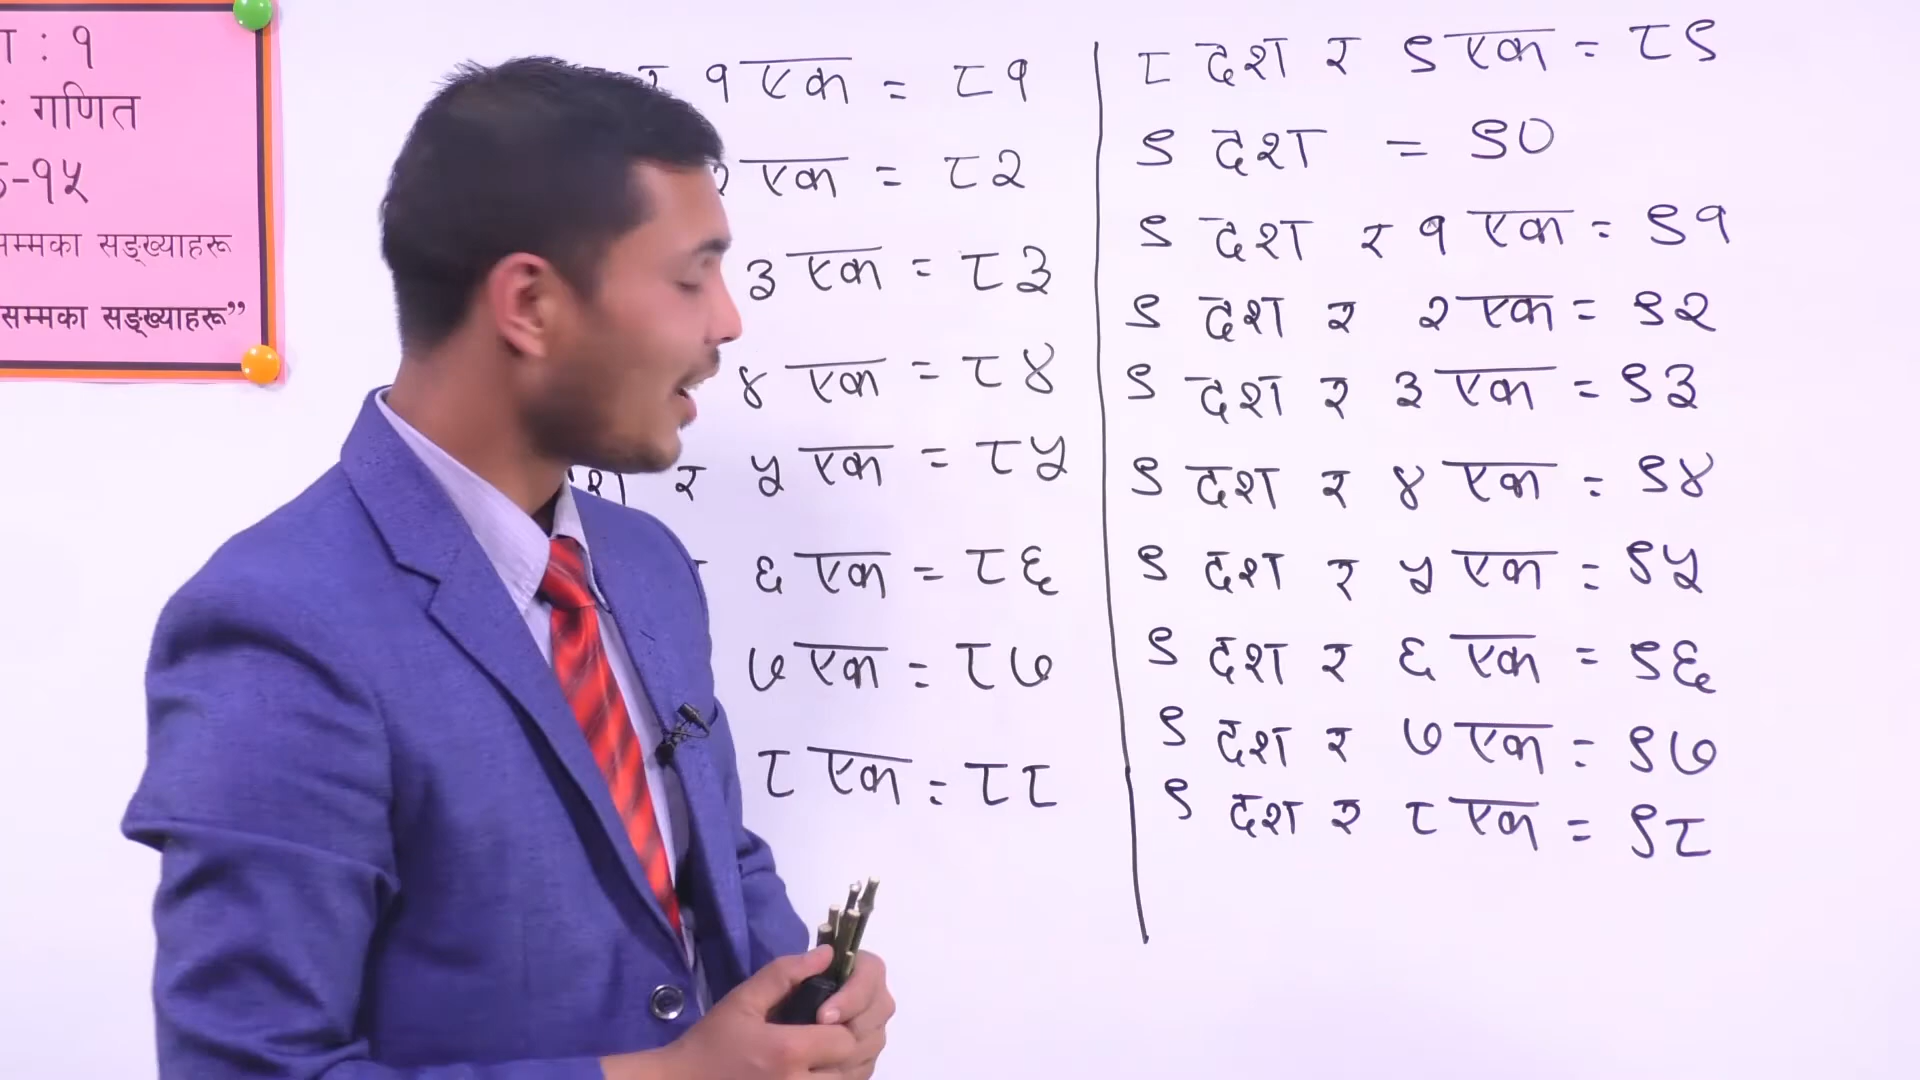 : १
: गणित
-१५
सम्मका सङ्ख्याहरू
सम्मका सङ्ख्याहरू”
र १ एक = ८१
एक = ८२
३ एक = ८३
४ एक = ८४
र ५ एक = ८५
६ एक = ८६
७ एक = ८७
८ एक = ८८
८ दश र ९ एक = ८९
९ दश = ९०
९ दश र १ एक = ९१
९ दश र २ एक = ९२
९ दश र ३ एक = ९३
९ दश र ४ एक = ९४
९ दश र ५ एक = ९५
९ दश र ६ एक = ९६
९ दश र ७ एक = ९७
९ दश र ८ एक = ९८